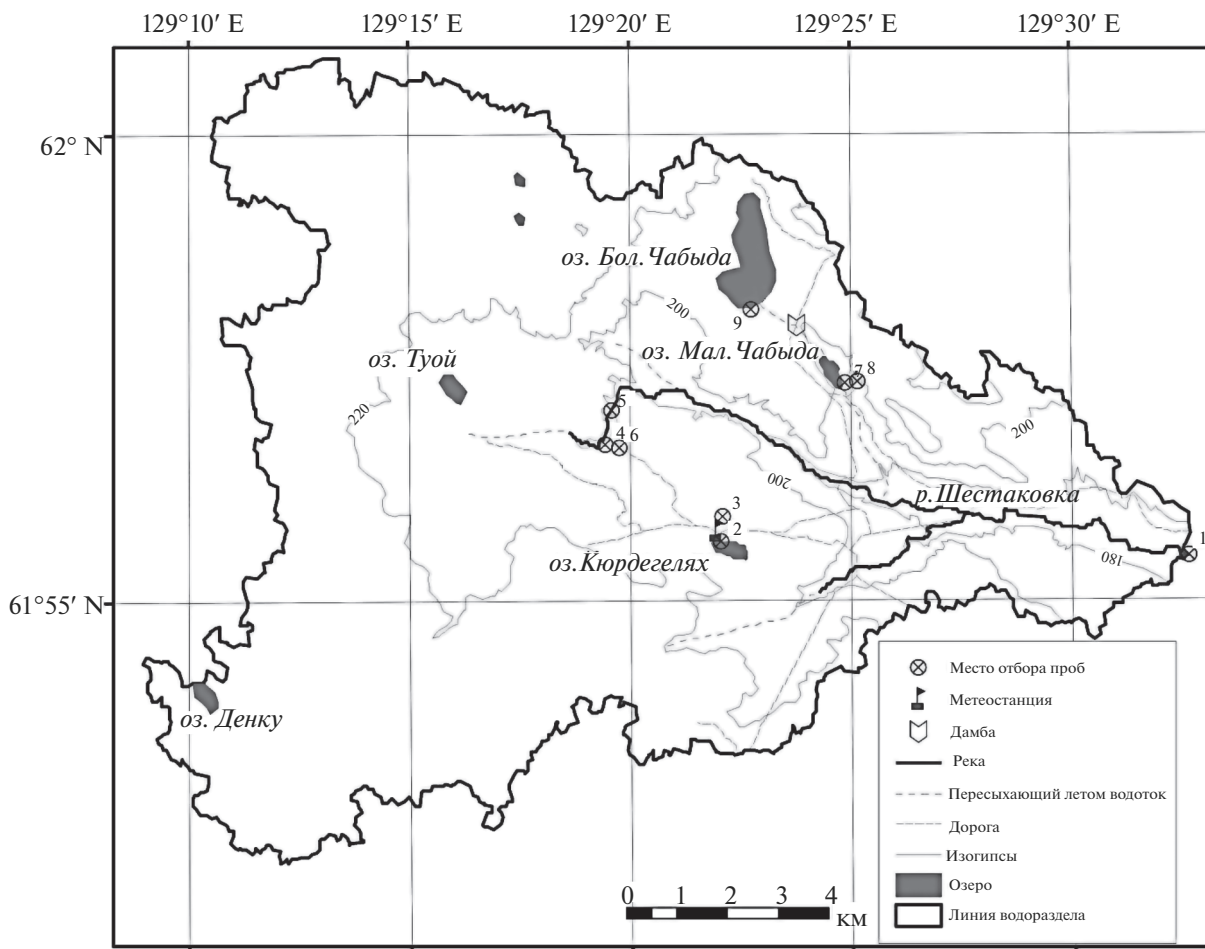 129°10′ E 129°15′ E 129°20′ E 129°25′ E 129°30′ E
62° N
оз. Бол.Чабыда
200
9
оз. Мал.Чабыда
оз. Туой
7 8
220
5
4 6
200
200
3
р.Шестаковка
2
1
оз.Кюрдегелях
180
61°55′ N
оз. Денку
Место отбора проб
Метеостанция
Дамба
Река
Пересыхающий летом водоток
Дорога
Изогипсы
Озеро
Линия водораздела
0 1 2 3 4
км